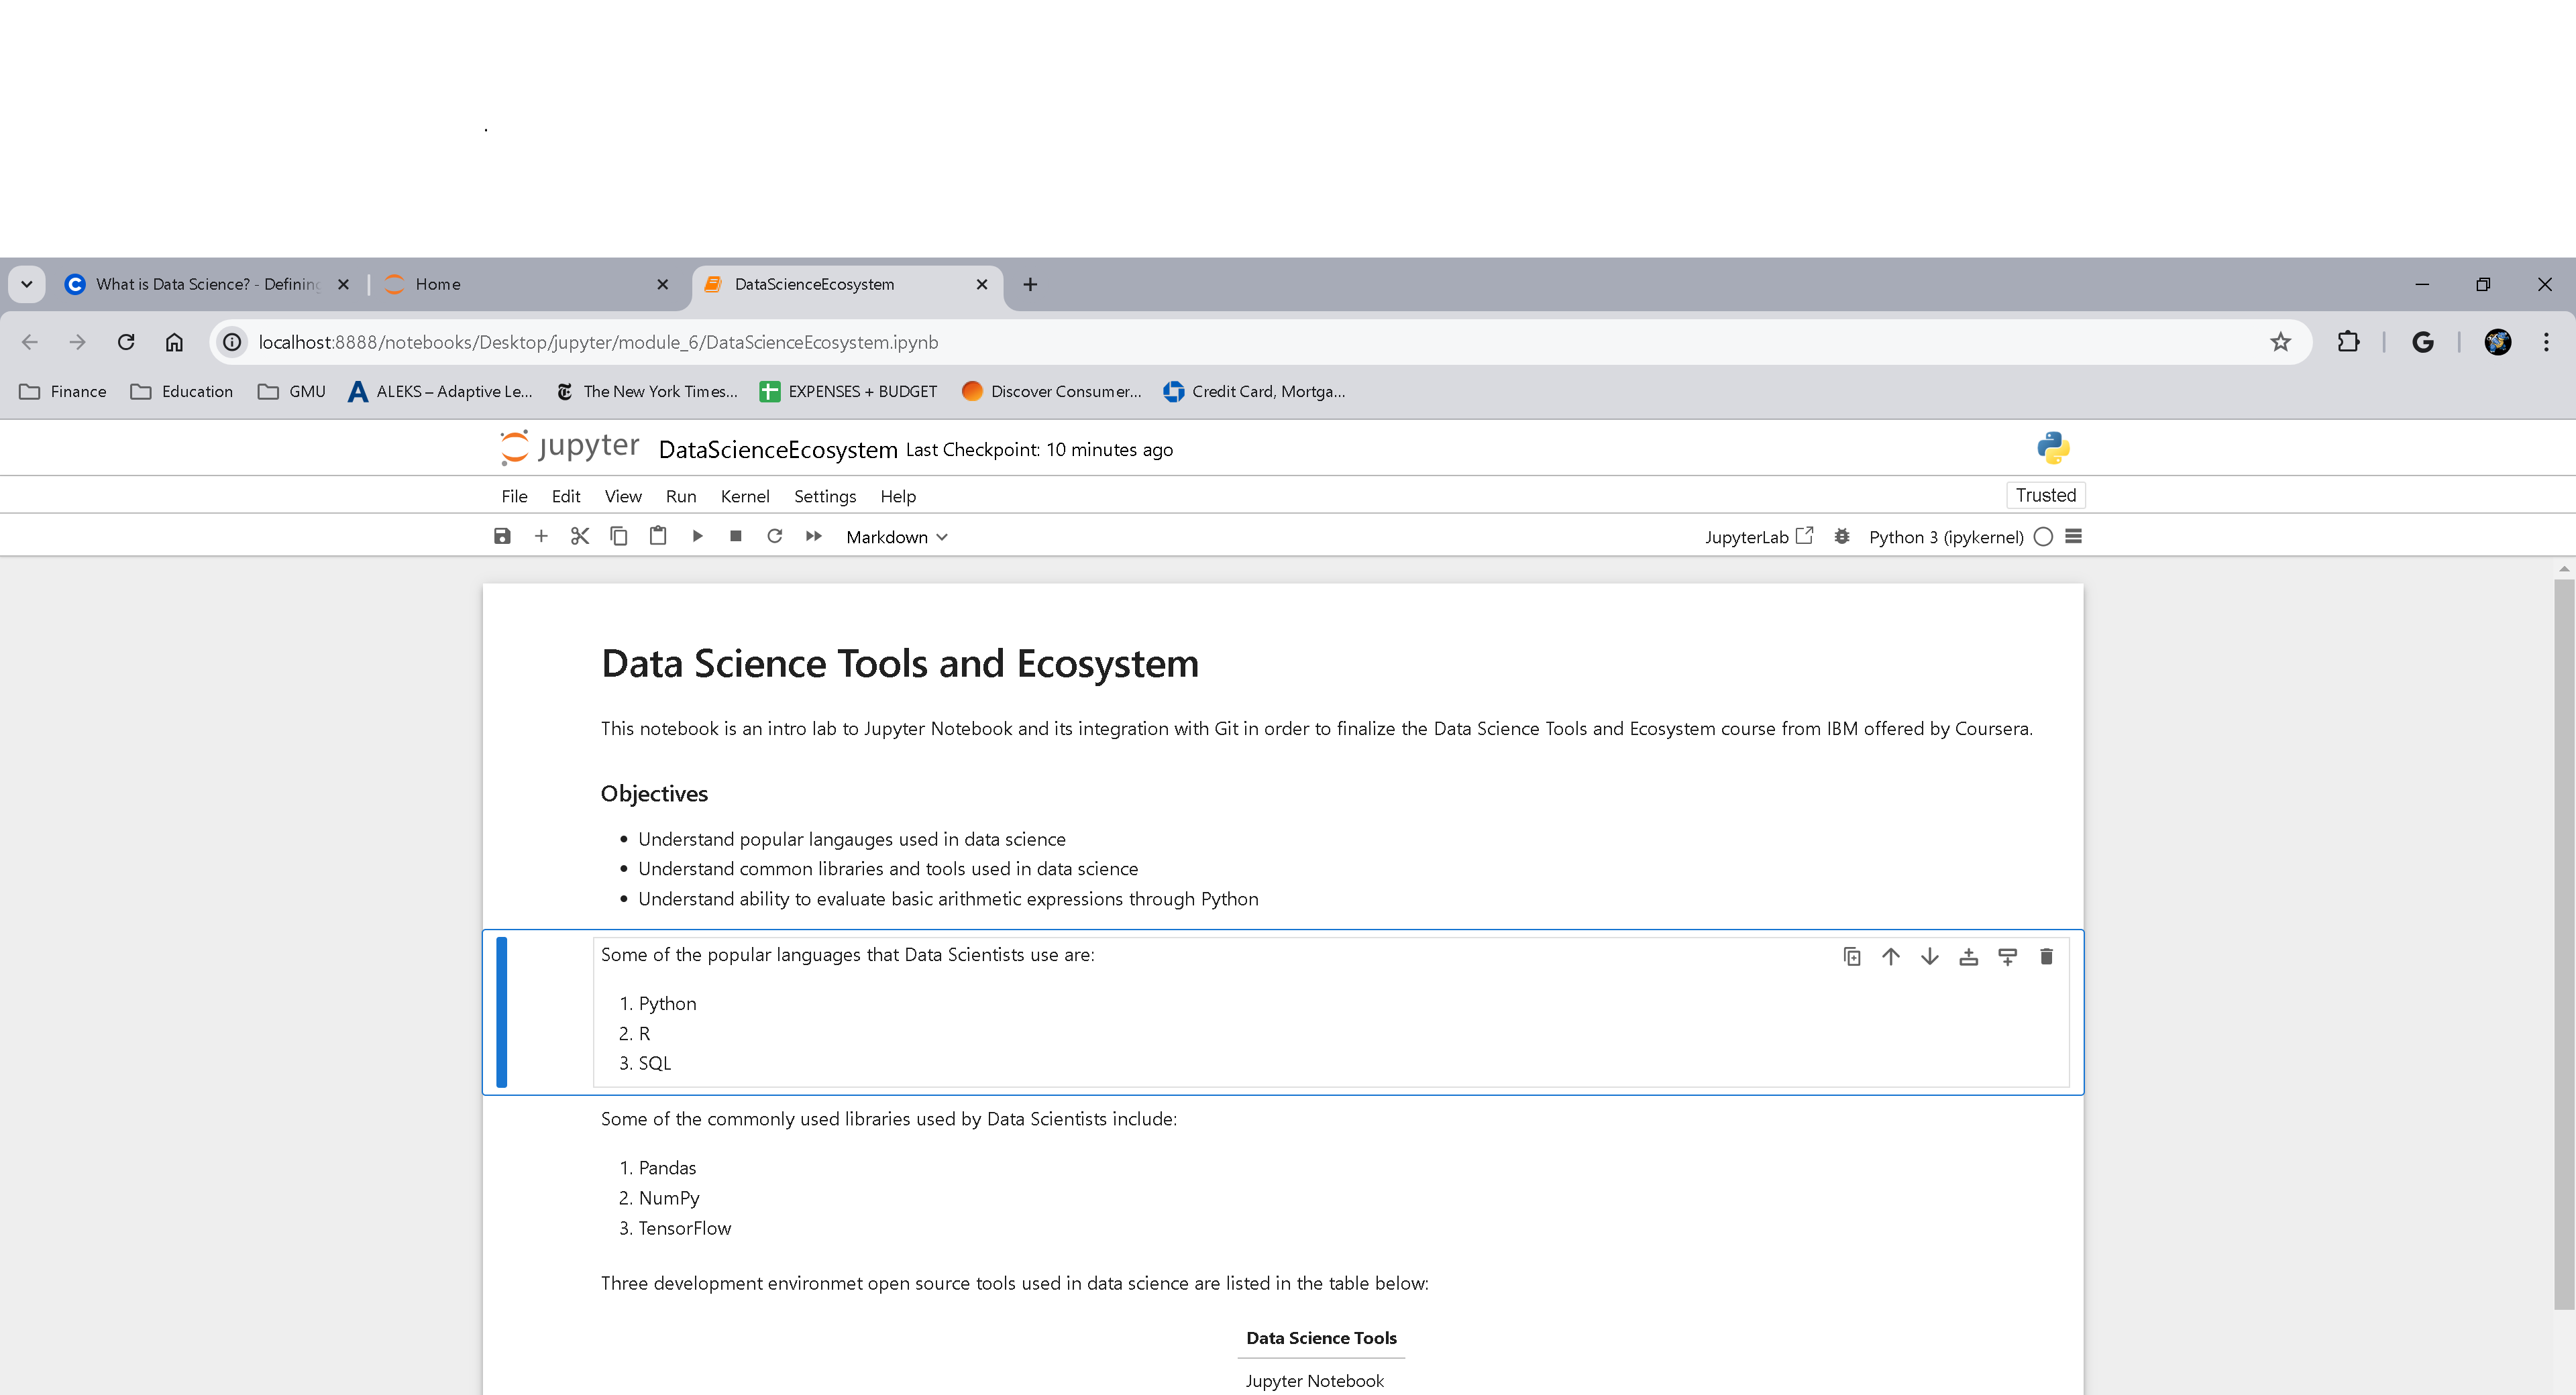 What is Data Science? - Defining
Home
DataScienceEcosystem
localhost:8888/notebooks/Desktop/jupyter/module_6/DataScienceEcosystem.ipynb
Finance Education GMU ALEKS – Adaptive Le... The New York Times... EXPENSES + BUDGET Discover Consumer... Credit Card, Mortga...
jupyter DataScienceEcosystem Last Checkpoint: 10 minutes ago
File Edit View Run Kernel Settings Help Trusted
Markdown JupyterLab Python 3 (ipykernel)
Data Science Tools and Ecosystem
This notebook is an intro lab to Jupyter Notebook and its integration with Git in order to finalize the Data Science Tools and Ecosystem course from IBM offered by Coursera.
Objectives
• Understand popular langauges used in data science
• Understand common libraries and tools used in data science
• Understand ability to evaluate basic arithmetic expressions through Python
Some of the popular languages that Data Scientists use are:
1. Python
2. R
3. SQL
Some of the commonly used libraries used by Data Scientists include:
1. Pandas
2. NumPy
3. TensorFlow
Three development environmet open source tools used in data science are listed in the table below:
Data Science Tools
Jupyter Notebook